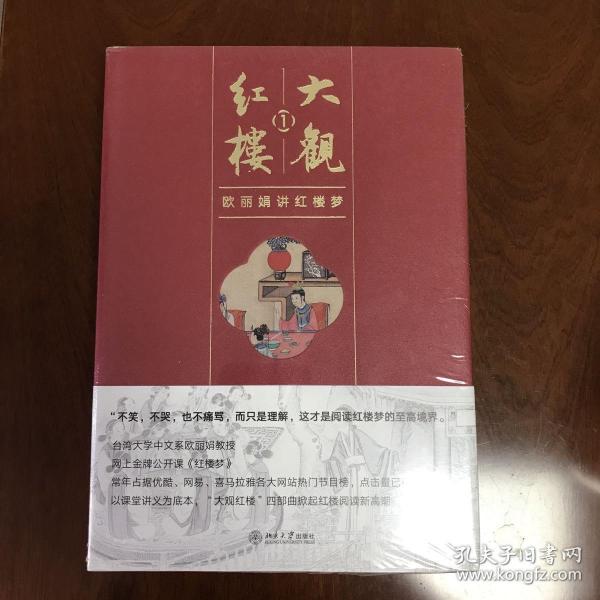 大觀
紅樓
1
欧丽娟讲红楼梦
“不笑，不哭，也不痛骂，而只是理解，这才是阅读红楼梦的至高境界。
台湾大学中文系欧丽娟教授
网上金牌公开课《红楼梦》
常年占据优酷、网易、喜马拉雅各大网站热门节目榜，点击量已
以课堂讲义为底本，“大观红楼”四部曲掀起红楼阅读新高潮
北京大学出版社
PEKING UNIVERSITY PRESS
孔夫子旧书网
www.kongfz.com